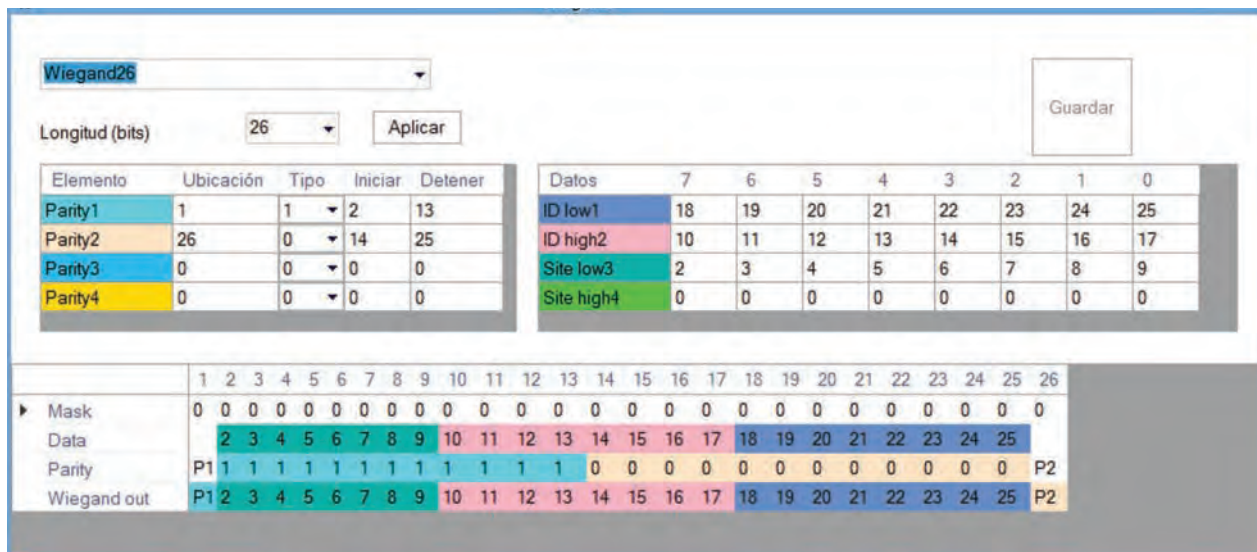 Wiegand26
Guardar
Longitud (bits) 26 Aplicar
Elemento Ubicación Tipo Iniciar Detener
Parity1 1 1 2 13
Parity2 26 0 14 25
Parity3 0 0 0 0
Parity4 0 0 0 0
Datos 7 6 5 4 3 2 1 0
ID low1 18 19 20 21 22 23 24 25
ID high2 10 11 12 13 14 15 16 17
Site low3 2 3 4 5 6 7 8 9
Site high4 0 0 0 0 0 0 0 0
1 2 3 4 5 6 7 8 9 10 11 12 13 14 15 16 17 18 19 20 21 22 23 24 25 26
Mask 0 0 0 0 0 0 0 0 0 0 0 0 0 0 0 0 0 0 0 0 0 0 0 0 0 0
Data 2 3 4 5 6 7 8 9 10 11 12 13 14 15 16 17 18 19 20 21 22 23 24 25
Parity P1 1 1 1 1 1 1 1 1 1 1 1 1 0 0 0 0 0 0 0 0 0 0 0 0 P2
Wiegand out P1 2 3 4 5 6 7 8 9 10 11 12 13 14 15 16 17 18 19 20 21 22 23 24 25 P2